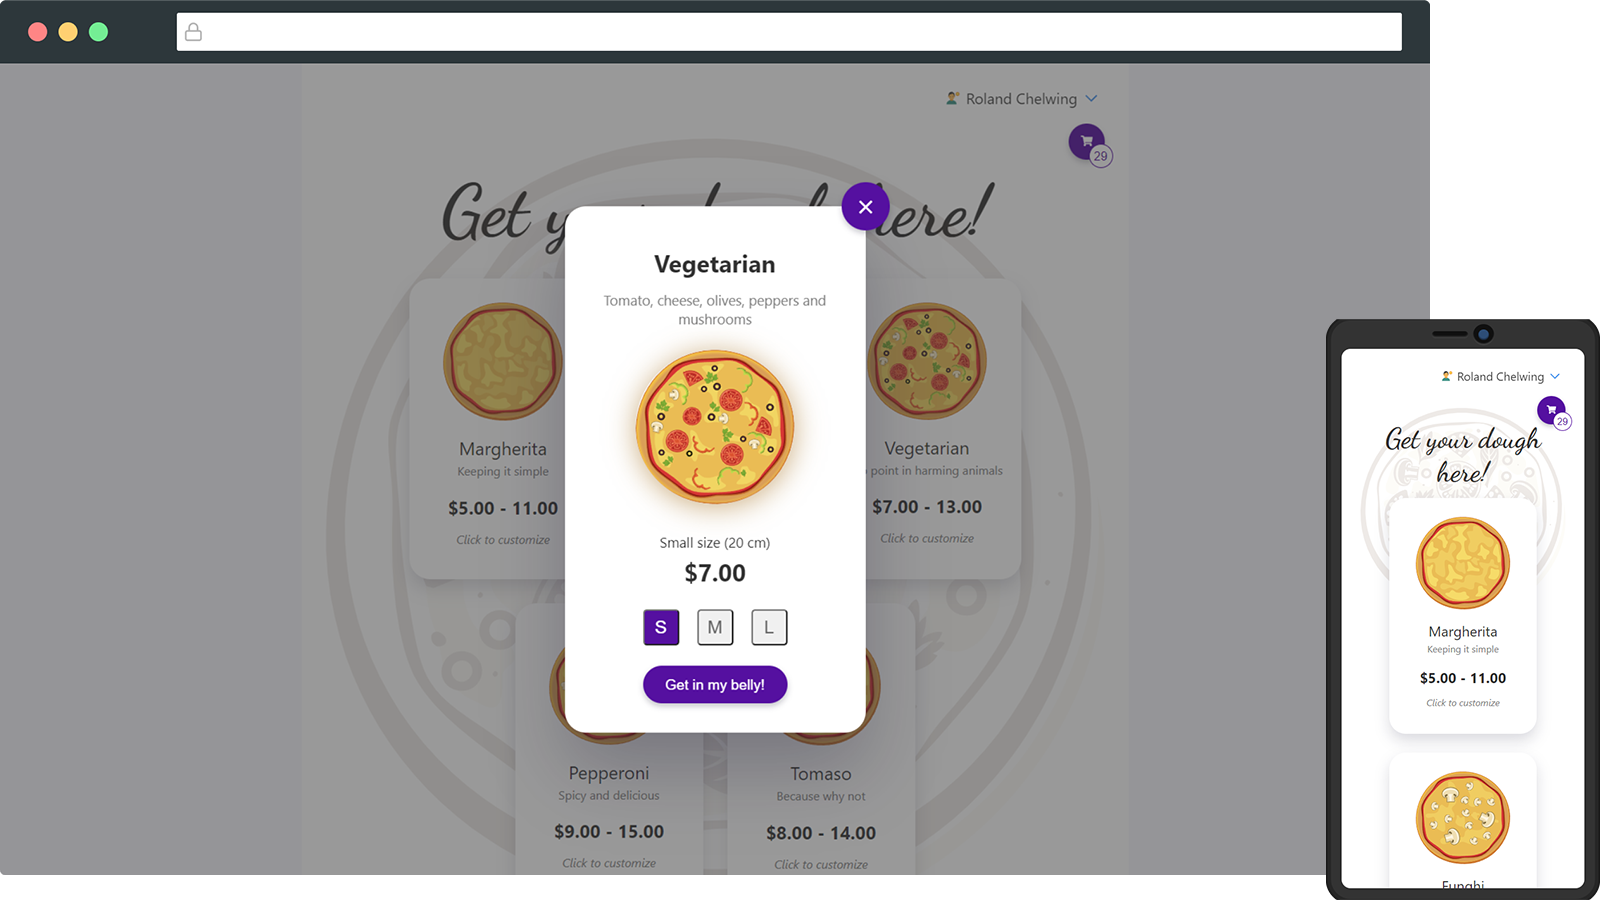 Roland Chelwing
29
Get y here!
Vegetarian
Tomato, cheese, olives, peppers and
mushrooms
Small size (20 cm)
$7.00
S M L
Get in my belly!
Margherita
Keeping it simple
$5.00 - 11.00
Click to customize
Vegetarian
point in harming animals
$7.00 - 13.00
Click to customize
Pepperoni
Spicy and delicious
$9.00 - 15.00
Click to customize
Tomaso
Because why not
$8.00 - 14.00
Click to customize
Roland Chelwing
29
Get your dough
here!
Margherita
Keeping it simple
$5.00 - 11.00
Click to customize
Funghi